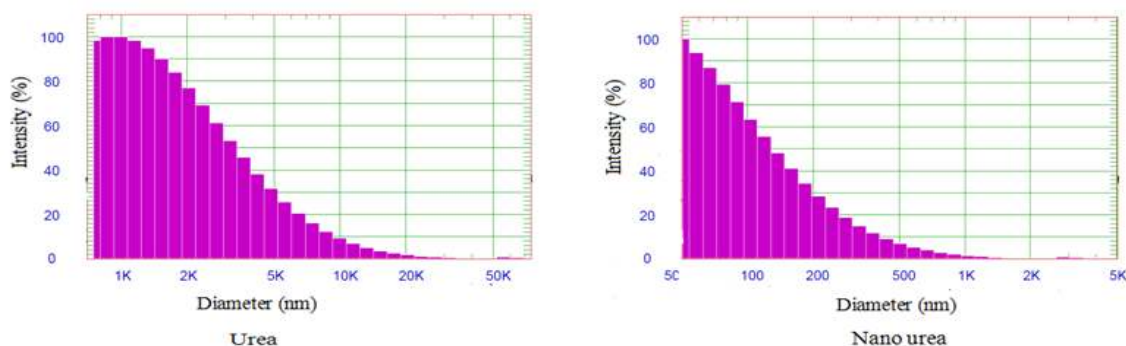 100
80
60
40
20
0
Intensity (%)
1K 2K 5K 10K 20K 50K
Diameter (nm)
Urea
100
80
60
40
20
0
Intensity (%)
50 100 200 500 1K 2K 5K
Diameter (nm)
Nano urea